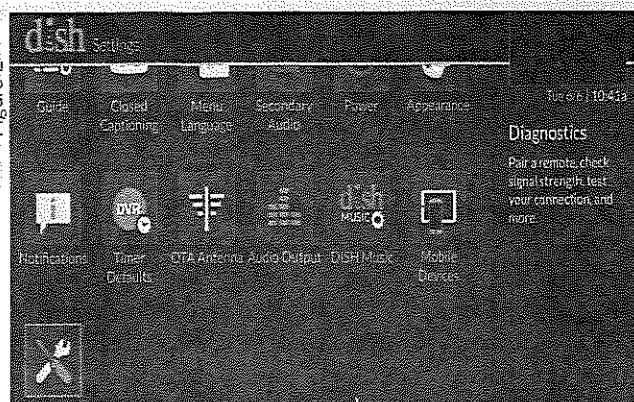 dish Settings
Guide
Closed
Captioning
Menu
Language
Secondary
Audio
Power
Appearance
Tue 6/6 | 10:41a
Diagnostics
Pair a remote, check
signal strength, test
your connection, and
more.
DVR
dish
MUSIC
Notifications
Timer
Defaults
OTA Antenna
Audio Output
DISH Music
Mobile
Devices